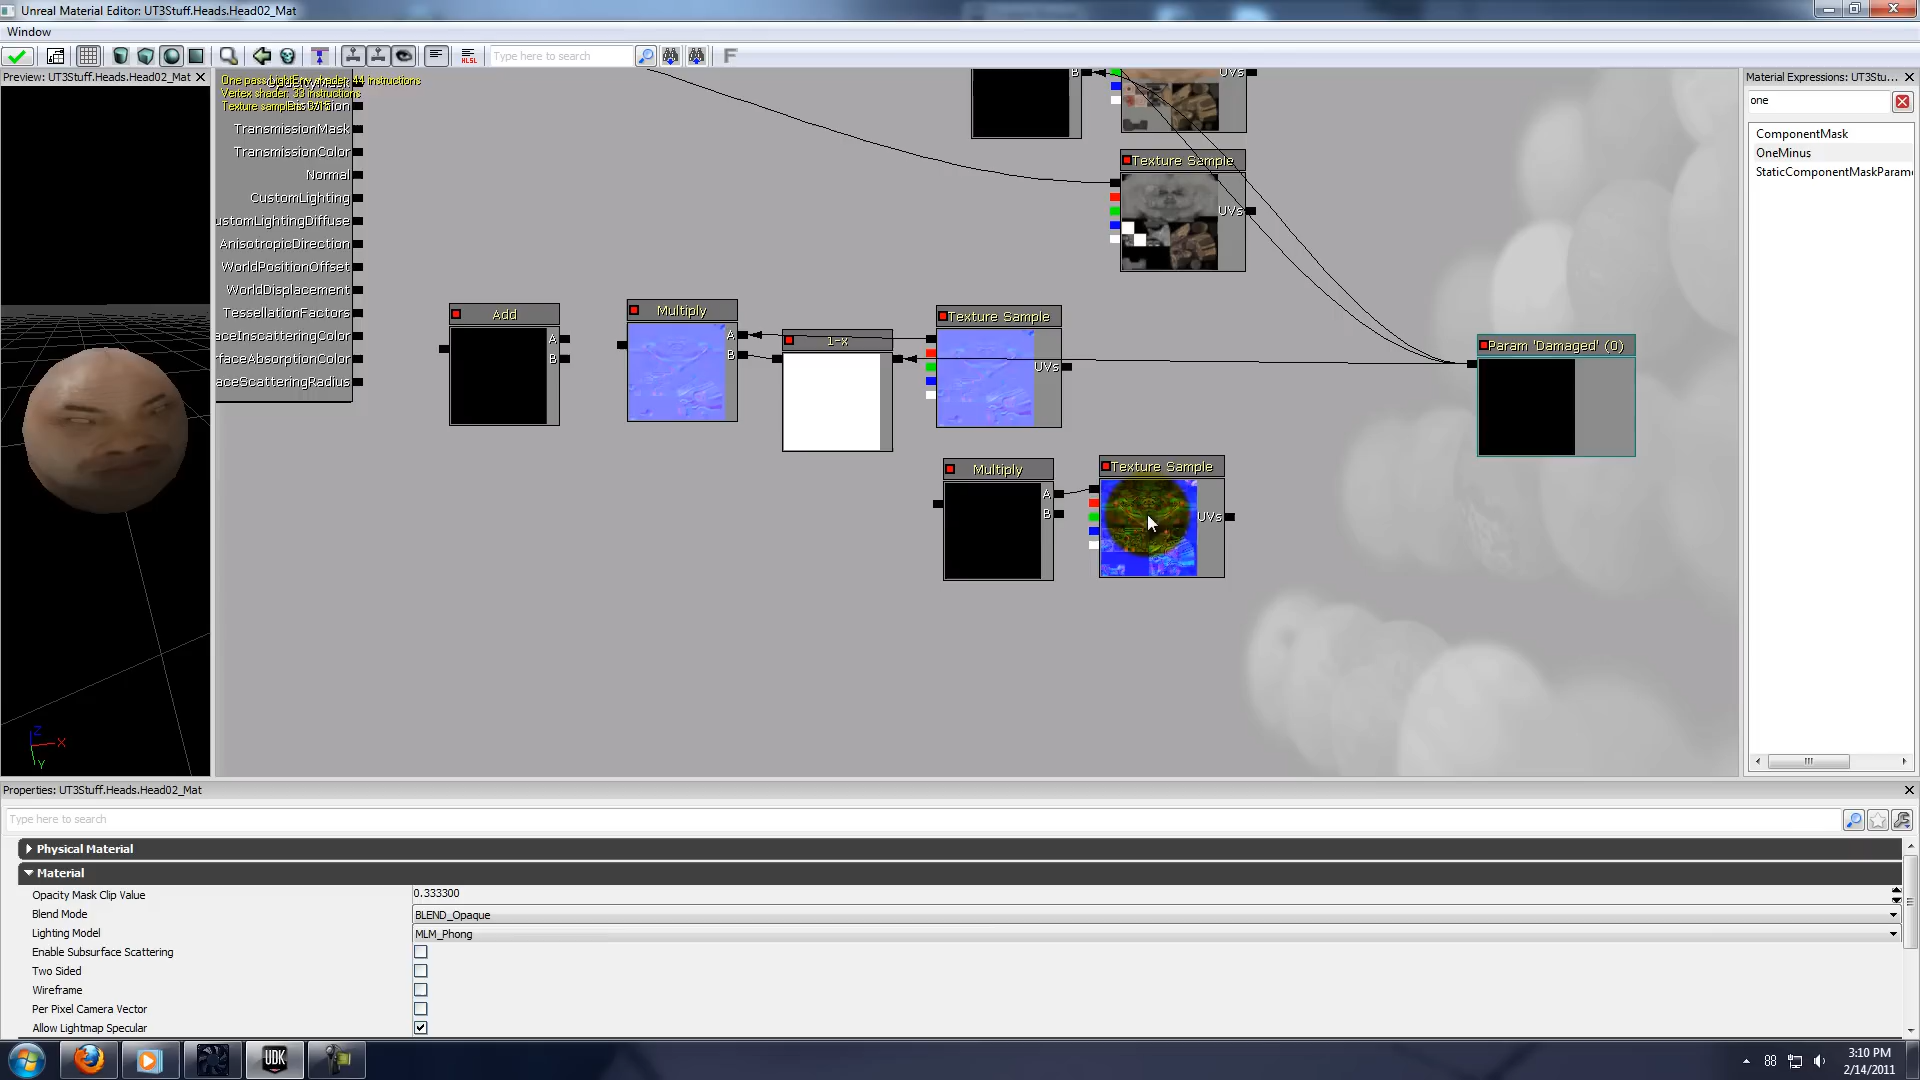 Unreal Material Editor: UT3Stuff.Heads.Head02_Mat
Window
HLSL
Type here to search
F
Preview: UT3Stuff.Heads.Head02_Mat
Vertex shader: 33 instructions
TransmissionMask
TransmissionColor
Normal
CustomLighting
ustomLightingDiffuse
AnisotropicDirection
WorldPositionOffset
WorldDisplacement
TessellationFactors
aceInscatteringColor
rfaceAbsorptionColor
aceScatteringRadius
B
UVs
Texture Sample
UVs
Add
A
B
Multiply
A
B
1-x
Texture Sample
UVs
Param 'Damaged' (0)
Multiply
A
B
Texture Sample
UVs
Z
X
Y
Material Expressions: UT3Stu...
one
ComponentMask
OneMinus
StaticComponentMaskParame
Properties: UT3Stuff.Heads.Head02_Mat
Type here to search
Physical Material
Material
Opacity Mask Clip Value
0.333300
Blend Mode
BLEND_Opaque
Lighting Model
MLM_Phong
Enable Subsurface Scattering
Two Sided
Wireframe
Per Pixel Camera Vector
Allow Lightmap Specular
UDK
3:10 PM
2/14/2011